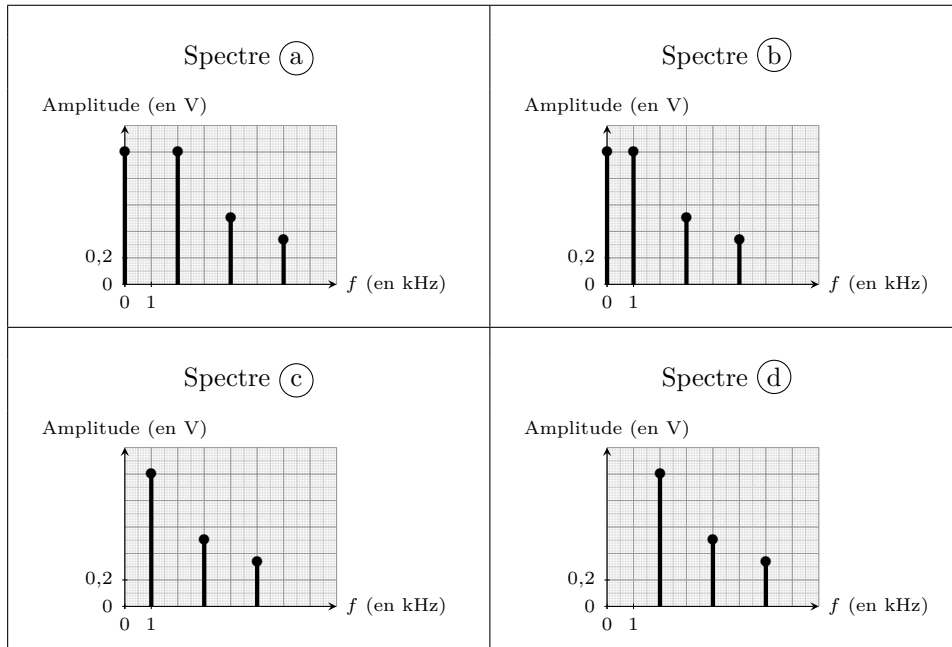 Spectre a
Amplitude (en V)
0,2
0
f (en kHz)
0 1
Spectre b
Amplitude (en V)
0,2
0
f (en kHz)
0 1
Spectre c
Amplitude (en V)
0,2
0
f (en kHz)
0 1
Spectre d
Amplitude (en V)
0,2
0
f (en kHz)
0 1